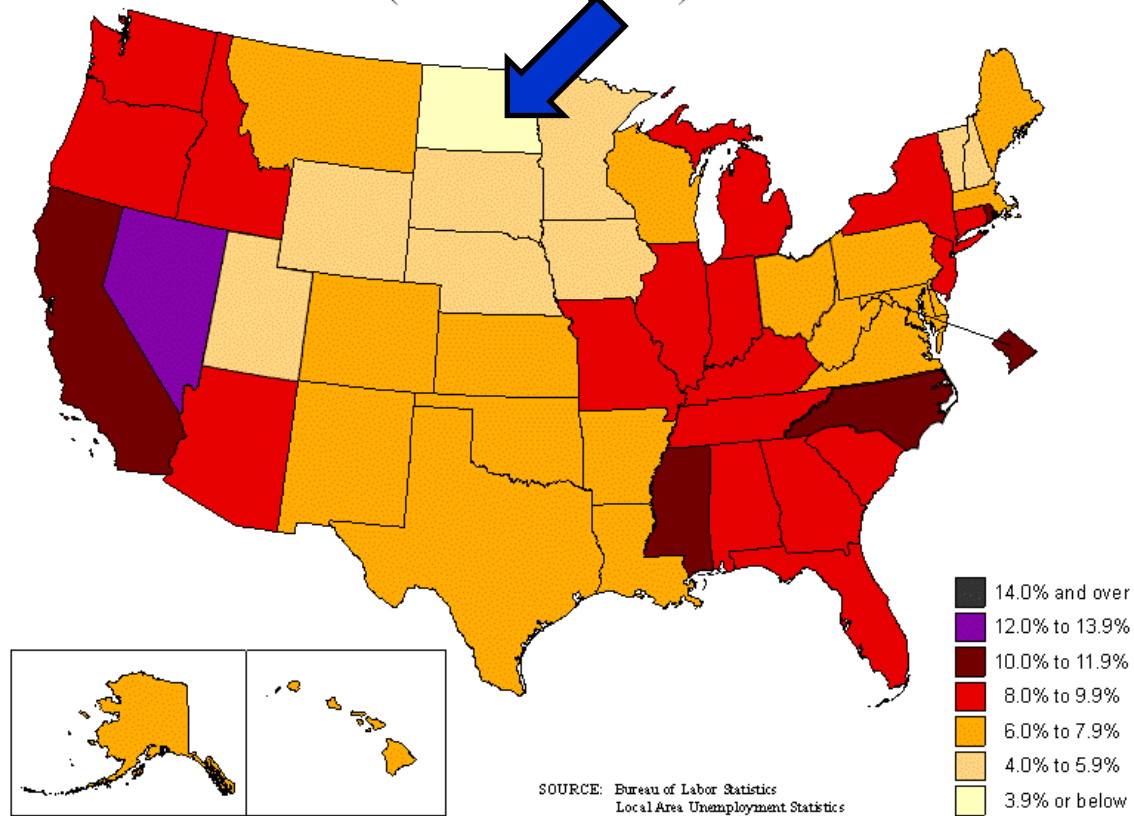 14.0% and over
12.0% to 13.9%
10.0% to 11.9%
8.0% to 9.9%
6.0% to 7.9%
4.0% to 5.9%
3.9% or below
SOURCE: Bureau of Labor Statistics
Local Area Unemployment Statistics